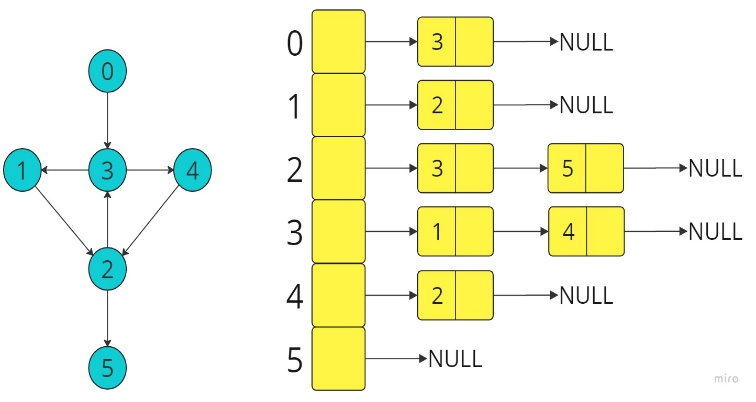 0
1 3 4
2
5
0 3 NULL
1 2 NULL
2 3 5 NULL
3 1 4 NULL
4 2 NULL
5 NULL
miro